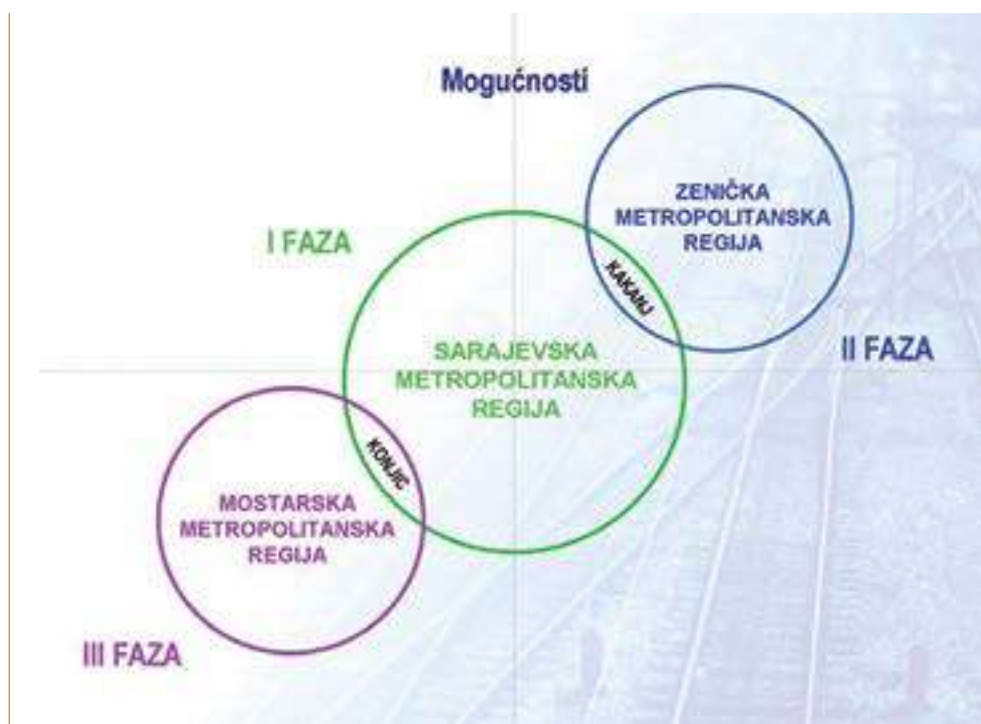 Mogućnosti
ZENIČKA
METROPOLITANSKA
REGIJA
I FAZA
KAKANJ
II FAZA
SARAJEVSKA
METROPOLITANSKA
REGIJA
KONJIC
MOSTARSKA
METROPOLITANSKA
REGIJA
III FAZA